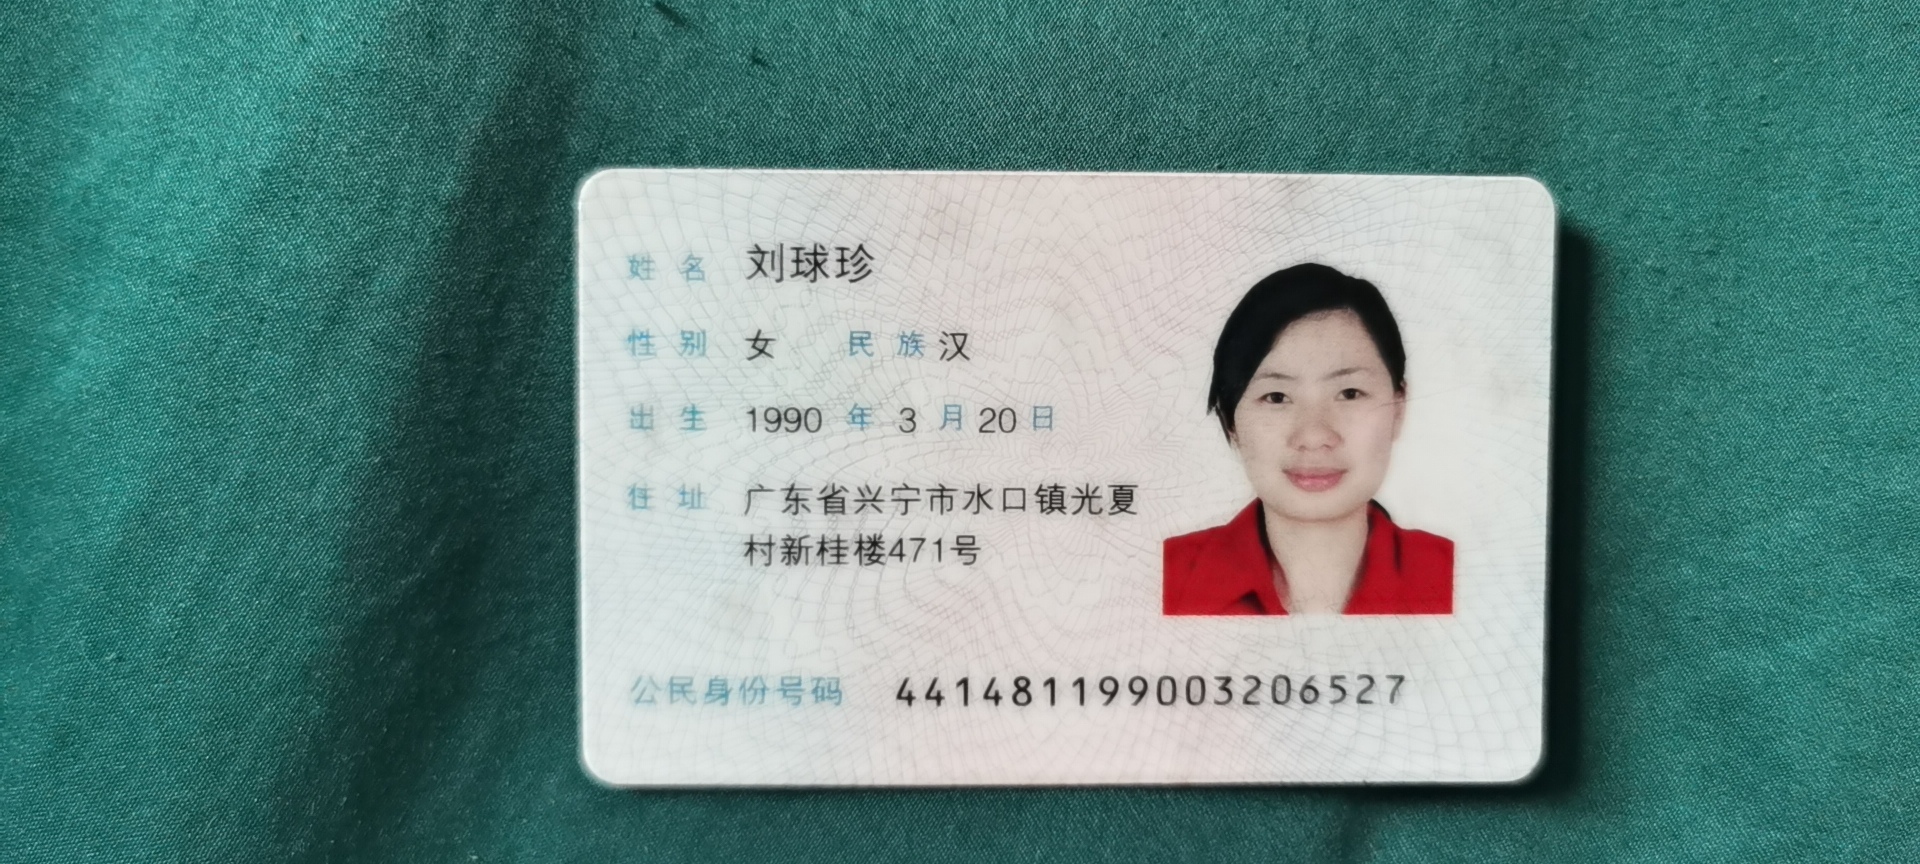 姓名 刘球珍
性别 女 民族 汉
出生 1990 年 3 月 20 日
住址 广东省兴宁市水口镇光夏
村新桂楼471号
公民身份号码 441481199003206527